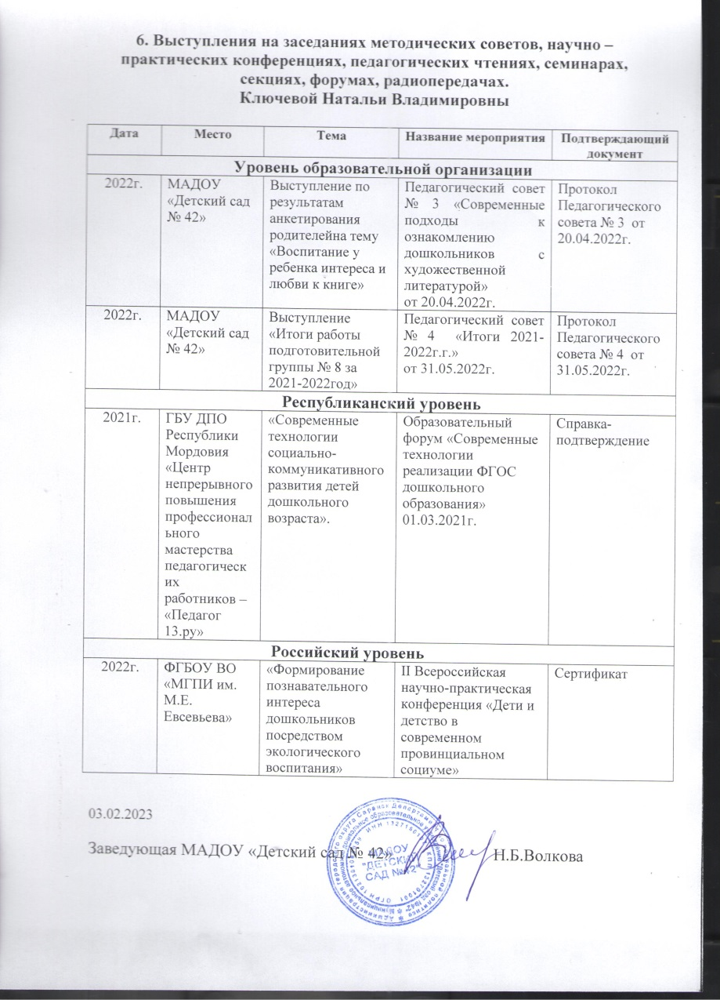 6. Выступления на заседаниях методических советов, научно –
практических конференциях, педагогических чтениях, семинарах,
секциях, форумах, радиопередачах.
Ключевой Натальи Владимировны
Дата
Место
Тема
Название мероприятия
Подтверждающий
документ
Уровень образовательной организации
2022г.
МАДОУ
«Детский сад
№ 42»
Выступление по
результатам
анкетирования
родителейна тему
«Воспитание у
ребенка интереса и
любви к книге»
Педагогический совет
№ 3 «Современные
подходы к
ознакомлению
дошкольников с
художественной
литературой»
от 20.04.2022г.
Протокол
Педагогического
совета № 3 от
20.04.2022г.
2022г.
МАДОУ
«Детский сад
№ 42»
Выступление
«Итоги работы
подготовительной
группы № 8 за
2021-2022год»
Педагогический совет
№ 4 «Итоги 2021-
2022г.г.»
от 31.05.2022г.
Протокол
Педагогического
совета № 4 от
31.05.2022г.
Республиканский уровень
2021г.
ГБУ ДПО
Республики
Мордовия
«Центр
непрерывного
повышения
профессионал
ьного
мастерства
педагогическ
их
работников –
«Педагог
13.ру»
«Современные
технологии
социально-
коммуникативного
развития детей
дошкольного
возраста».
Образовательный
форум «Современные
технологии
реализации ФГОС
дошкольного
образования»
01.03.2021г.
Справка-
подтверждение
Российский уровень
2022г.
ФГБОУ ВО
«МГПИ им.
М.Е.
Евсевьева»
«Формирование
познавательного
интереса
дошкольников
посредством
экологического
воспитания»
II Всероссийская
научно-практическая
конференция «Дети и
детство в
современном
провинциальном
социуме»
Сертификат
03.02.2023
Заведующая МАДОУ «Детский сад № 42»
Н.Б.Волкова
МАДОУ
"ДЕТСКИЙ
САД №42"